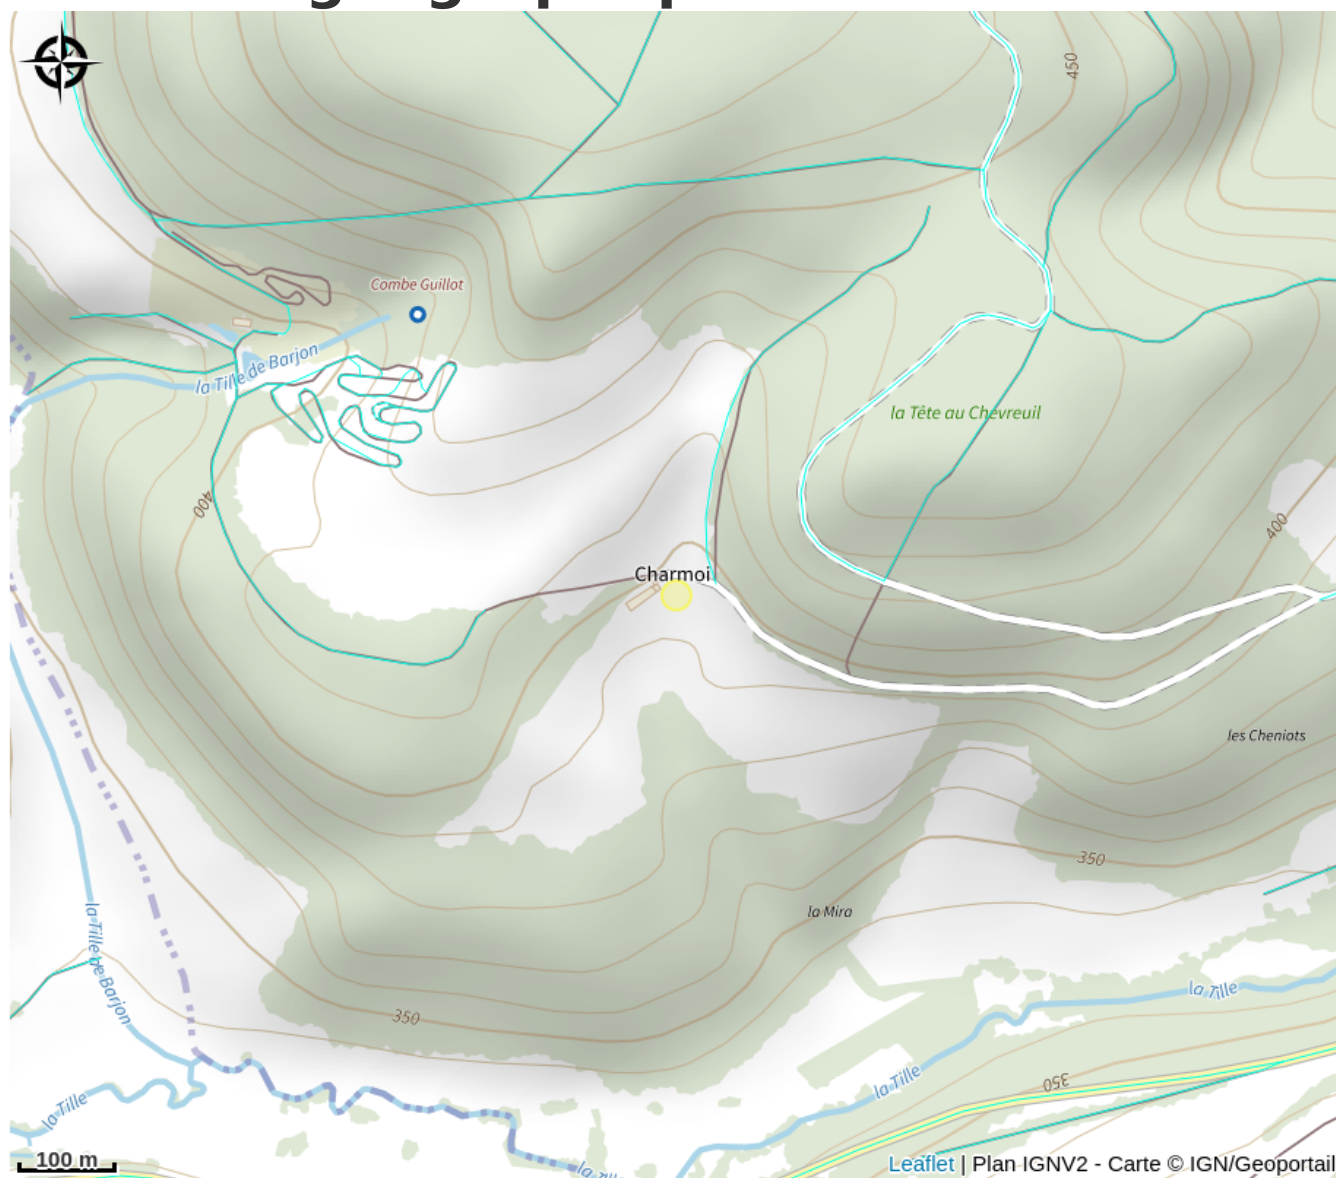 450
Combe Guillot
la Tille de Barjon
la Tête au Chevreuil
400
400
Charmoi
les Cheniots
350
la Mira
la Tille de Barjon
la Tille
350
la Tille
350
la Tille
100 m
Leaflet | Plan IGNV2 - Carte © IGN/Geoportail